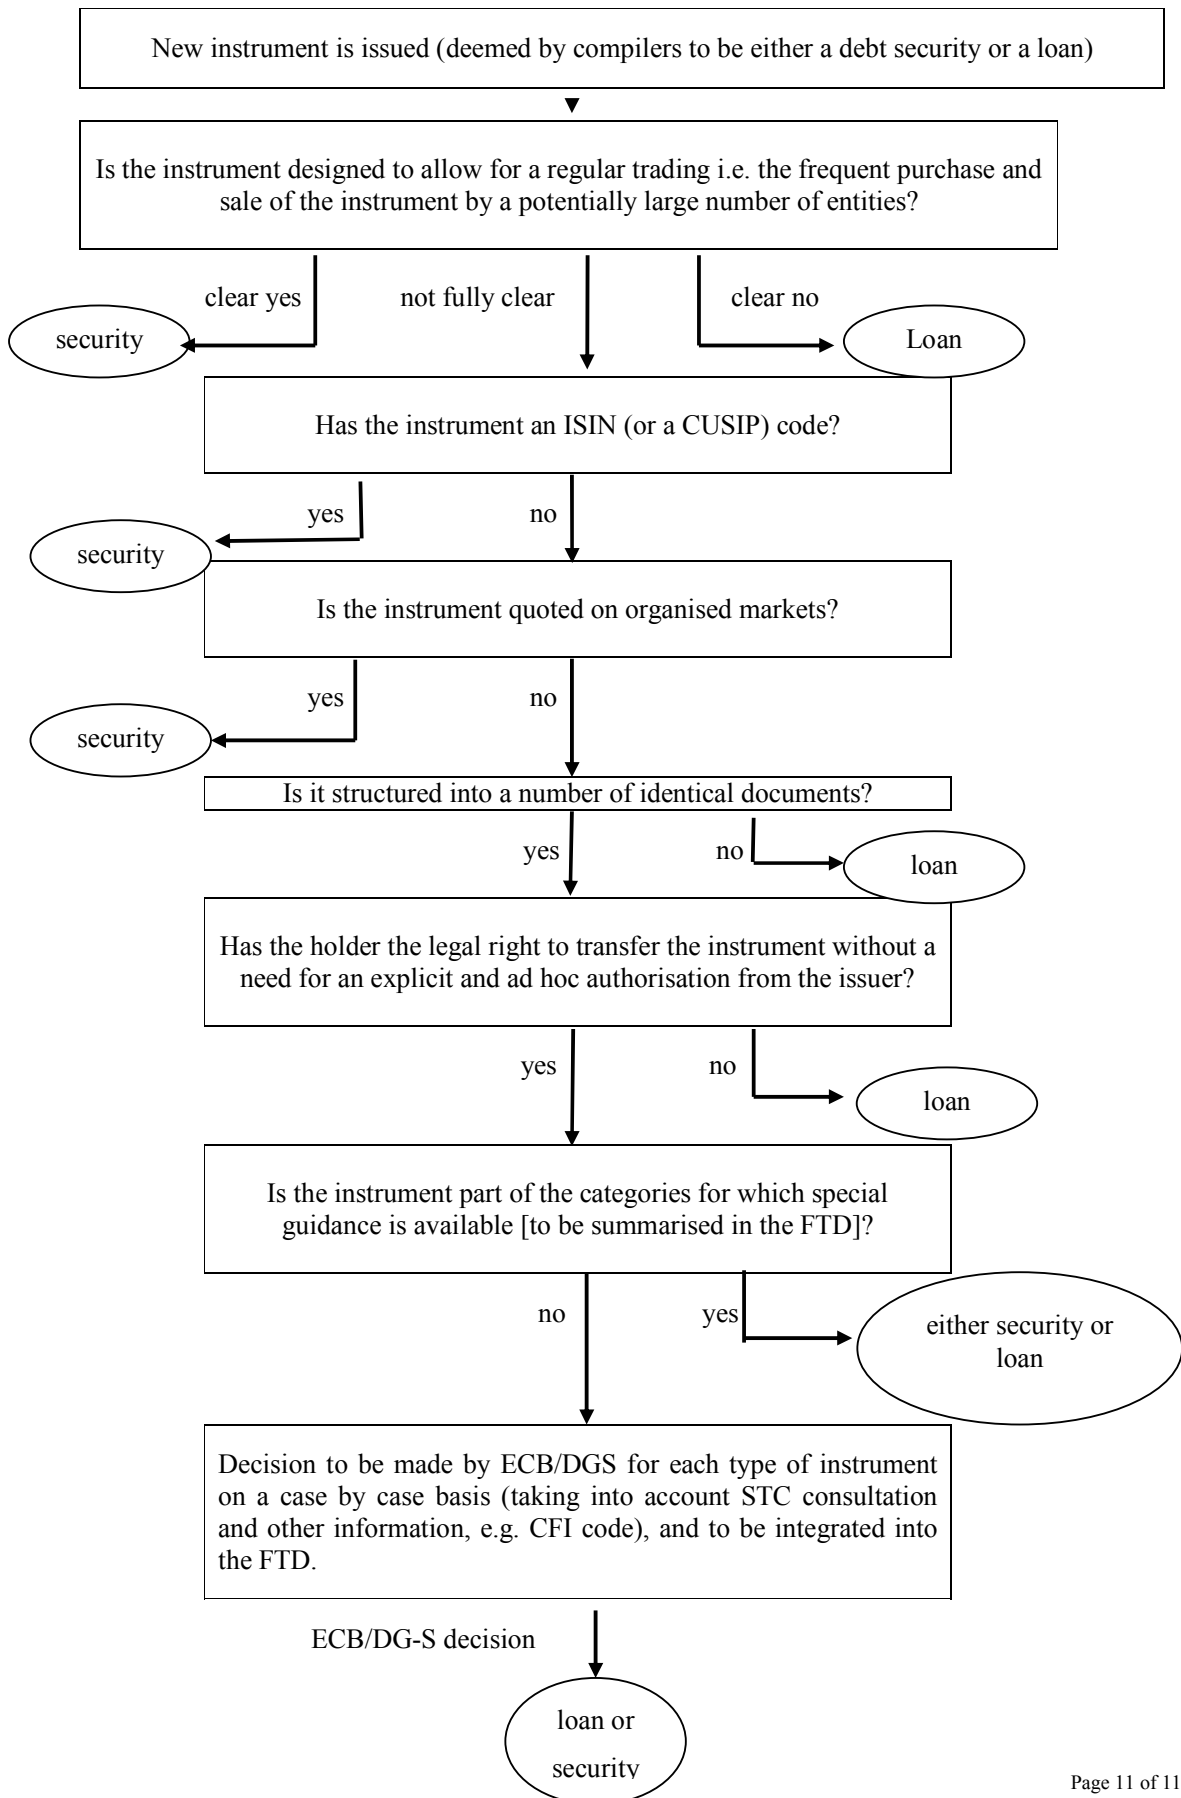 New instrument is issued (deemed by compilers to be either a debt security or a loan)
Is the instrument designed to allow for a regular trading i.e. the frequent purchase and
sale of the instrument by a potentially large number of entities?
clear yes
not fully clear
clear no
security
Loan
Has the instrument an ISIN (or a CUSIP) code?
yes
no
security
Is the instrument quoted on organised markets?
yes
no
security
Is it structured into a number of identical documents?
yes
no
loan
Has the holder the legal right to transfer the instrument without a
need for an explicit and ad hoc authorisation from the issuer?
yes
no
loan
Is the instrument part of the categories for which special
guidance is available [to be summarised in the FTD]?
no
yes
either security or
loan
Decision to be made by ECB/DGS for each type of instrument
on a case by case basis (taking into account STC consultation
and other information, e.g. CFI code), and to be integrated into
the FTD.
ECB/DG-S decision
loan or
security
Page 11 of 11